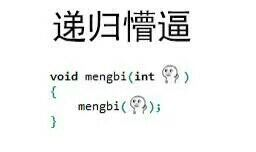 递归懵逼
void mengbi(int )
{
mengbi( );
}